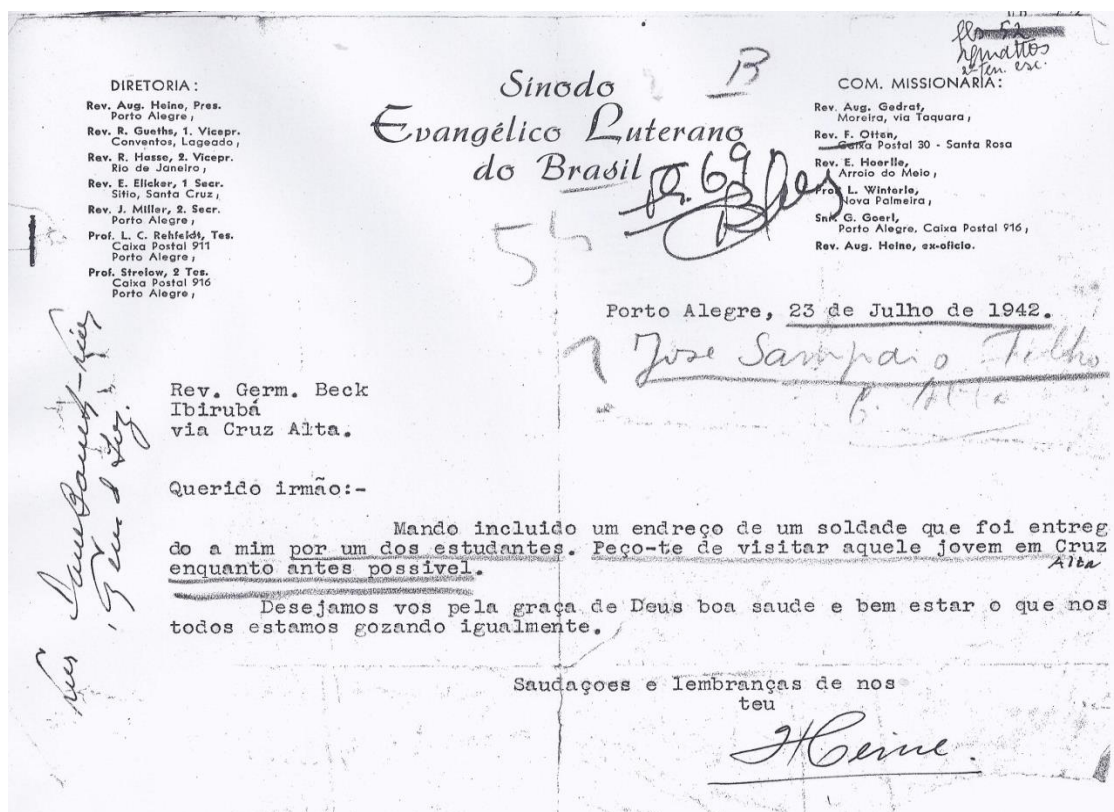 fls 52
B
Sinodo
Evangélico Luterano
do Brasil
DIRETORIA:
Rev. Aug. Heine, Pres.
Porto Alegre,
Rev. R. Gueths, 1. Vicepr.
Conventos, Lageado,
Rev. R. Hasse, 2. Vicepr.
Rio de Janeiro,
Rev. E. Elicker, 1 Secr.
Sitio, Santa Cruz,
Rev. J. Miller, 2. Secr.
Porto Alegre,
Prof. L. C. Rehfeldt, Tes.
Caixa Postal 911
Porto Alegre,
Prof. Strelow, 2 Tes.
Caixa Postal 916
Porto Alegre,
COM. MISSIONARIA:
Rev. Aug. Gedrat,
Moreira, via Taquara,
Rev. F. Otten,
Caixa Postal 30 - Santa Rosa
Rev. E. Hoerlle,
Arroio do Meio,
Prof. L. Winterle,
Nova Palmeira,
Snr. G. Goerl,
Porto Alegre, Caixa Postal 916,
Rev. Aug. Heine, ex-oficio.
69
54
Porto Alegre, 23 de Julho de 1942.
Jose Sampaio Filho
C. Alta
Rev. Germ. Beck
Ibirubá
via Cruz Alta.
Querido irmão:-
Mando incluido um endreço de um soldade que foi entreg
do a mim por um dos estudantes. Peço-te de visitar aquele jovem em Cruz
Alta
enquanto antes possivel.
Desejamos vos pela graça de Deus boa saude e bem estar o que nos
todos estamos gozando igualmente.
Saudaçoes e lembranças de nos
teu
Heine.